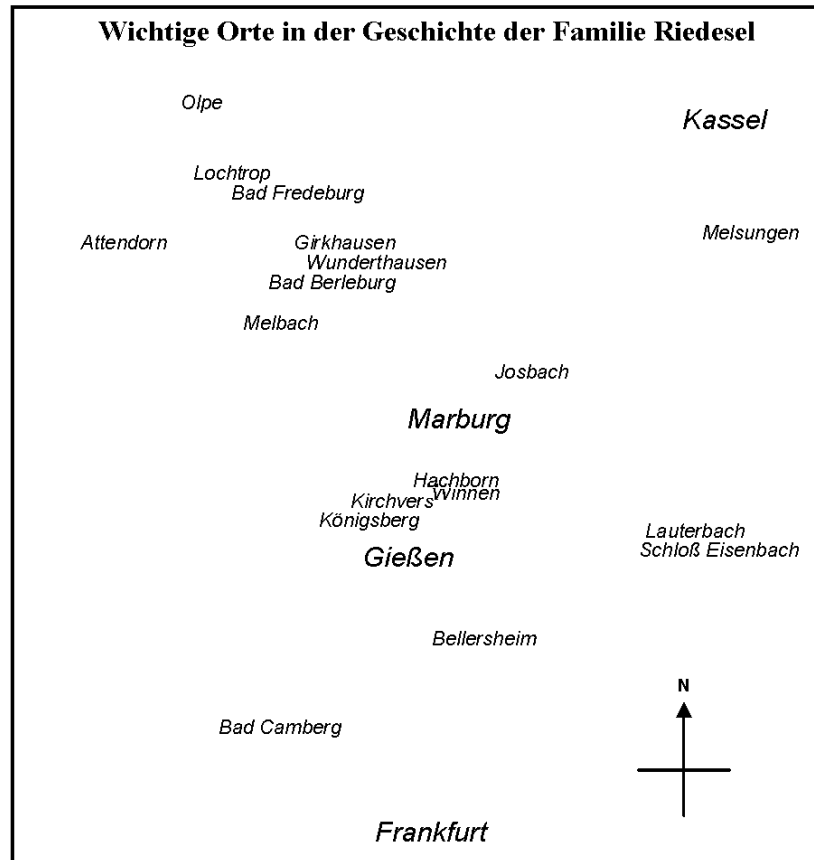 Wichtige Orte in der Geschichte der Familie Riedesel
Olpe
Kassel
Lochtrop
Bad Fredeburg
Melsungen
Attendorn
Girkhausen
Wunderthausen
Bad Berleburg
Melbach
Josbach
Marburg
Hachborn
Winnen
Kirchvers
Königsberg
Lauterbach
Schloß Eisenbach
Gießen
Bellersheim
N
Bad Camberg
Frankfurt